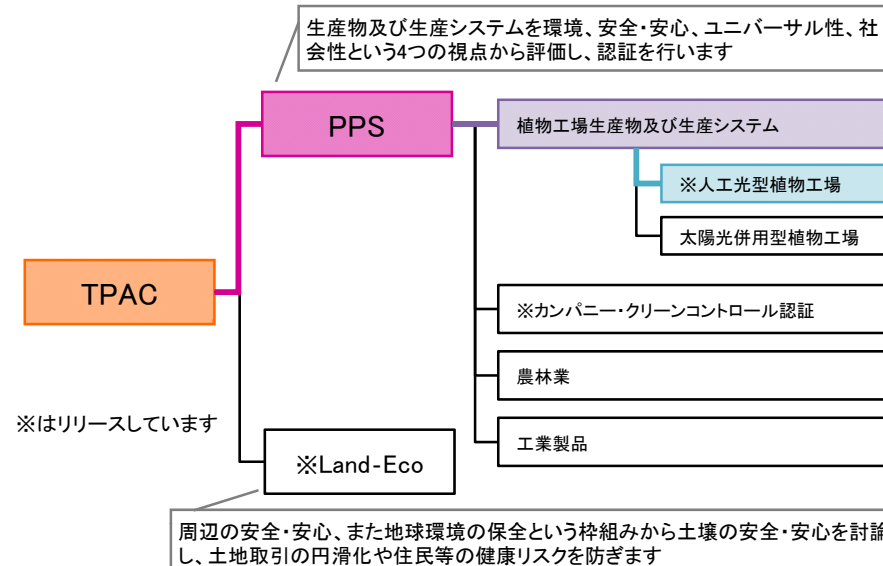 生産物及び生産システムを環境、安全・安心、ユニバーサル性、社
会性という4つの視点から評価し、認証を行います
PPS
植物工場生産物及び生産システム
※人工光型植物工場
太陽光併用型植物工場
TPAC
※カンパニー・クリーンコントロール認証
農林業
※はリリースしています
工業製品
※Land-Eco
周辺の安全・安心、また地球環境の保全という枠組みから土壌の安全・安心を討論
し、土地取引の円滑化や住民等の健康リスクを防ぎます